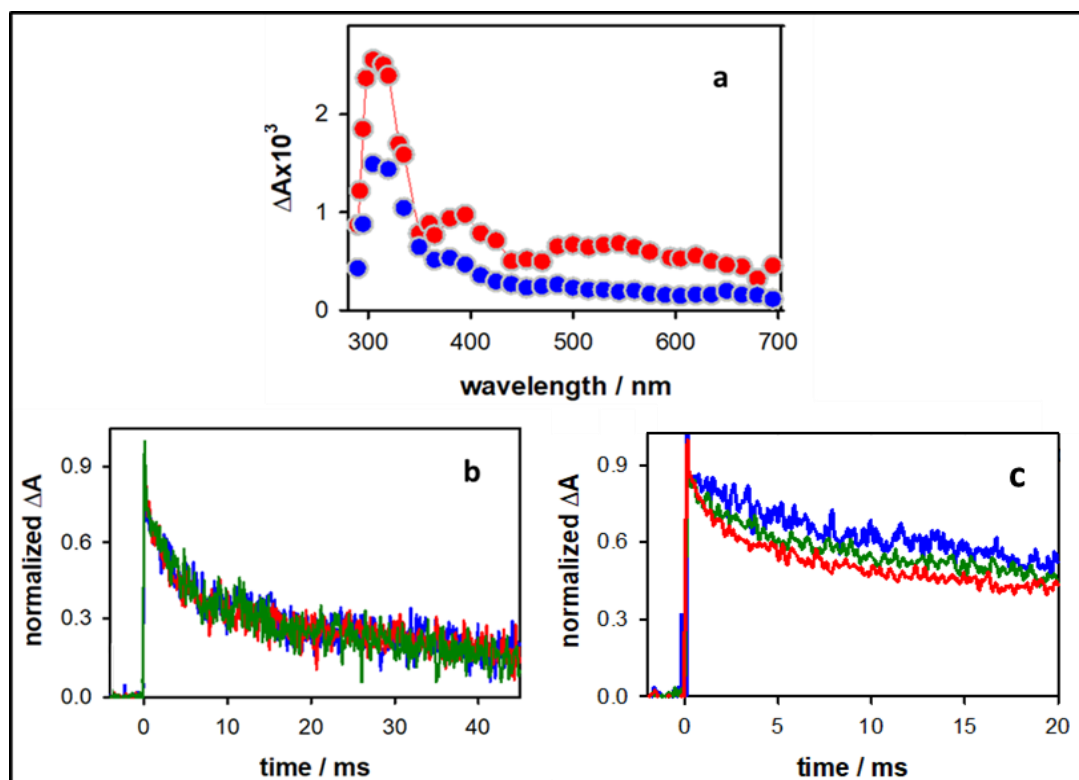 a
ΔAx10³
2
1
0
300 400 500 600 700
wavelength / nm
b
normalized ΔA
0.9
0.6
0.3
0.0
0 10 20 30 40
time / ms
c
normalized ΔA
0.9
0.6
0.3
0.0
0 5 10 15 20
time / ms